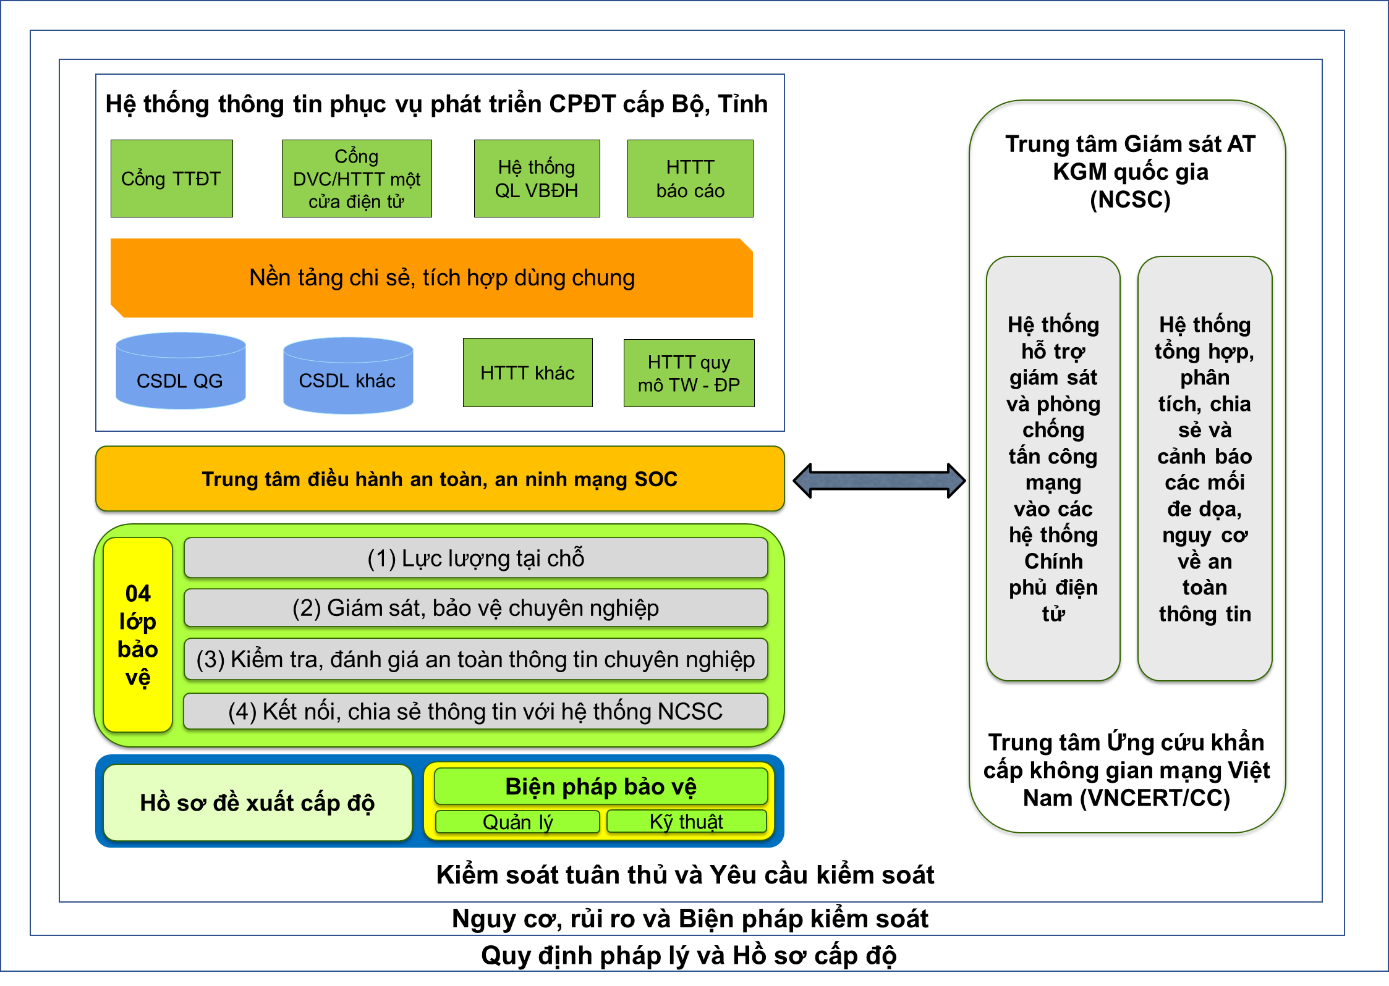 Hệ thống thông tin phục vụ phát triển CPĐT cấp Bộ, Tỉnh
Cổng TTĐT
Cổng
DVC/HTTT một
cửa điện tử
Hệ thống
QL VBĐH
HTTT
báo cáo
Nền tảng chi sẻ, tích hợp dùng chung
CSDL QG
CSDL khác
HTTT khác
HTTT quy
mô TW - ĐP
Trung tâm điều hành an toàn, an ninh mạng SOC
04
lớp
bảo
vệ
(1) Lực lượng tại chỗ
(2) Giám sát, bảo vệ chuyên nghiệp
(3) Kiểm tra, đánh giá an toàn thông tin chuyên nghiệp
(4) Kết nối, chia sẻ thông tin với hệ thống NCSC
Hồ sơ đề xuất cấp độ
Biện pháp bảo vệ
Quản lý
Kỹ thuật
Trung tâm Giám sát AT
KGM quốc gia
(NCSC)
Hệ thống
hỗ trợ
giám sát
và phòng
chống
tấn công
mạng
vào các
hệ thống
Chính
phủ điện
tử
Hệ thống
tổng hợp,
phân
tích, chia
sẻ và
cảnh báo
các mối
đe dọa,
nguy cơ
về an
toàn
thông tin
Trung tâm Ứng cứu khẩn
cấp không gian mạng Việt
Nam (VNCERT/CC)
Kiểm soát tuân thủ và Yêu cầu kiểm soát
Nguy cơ, rủi ro và Biện pháp kiểm soát
Quy định pháp lý và Hồ sơ cấp độ